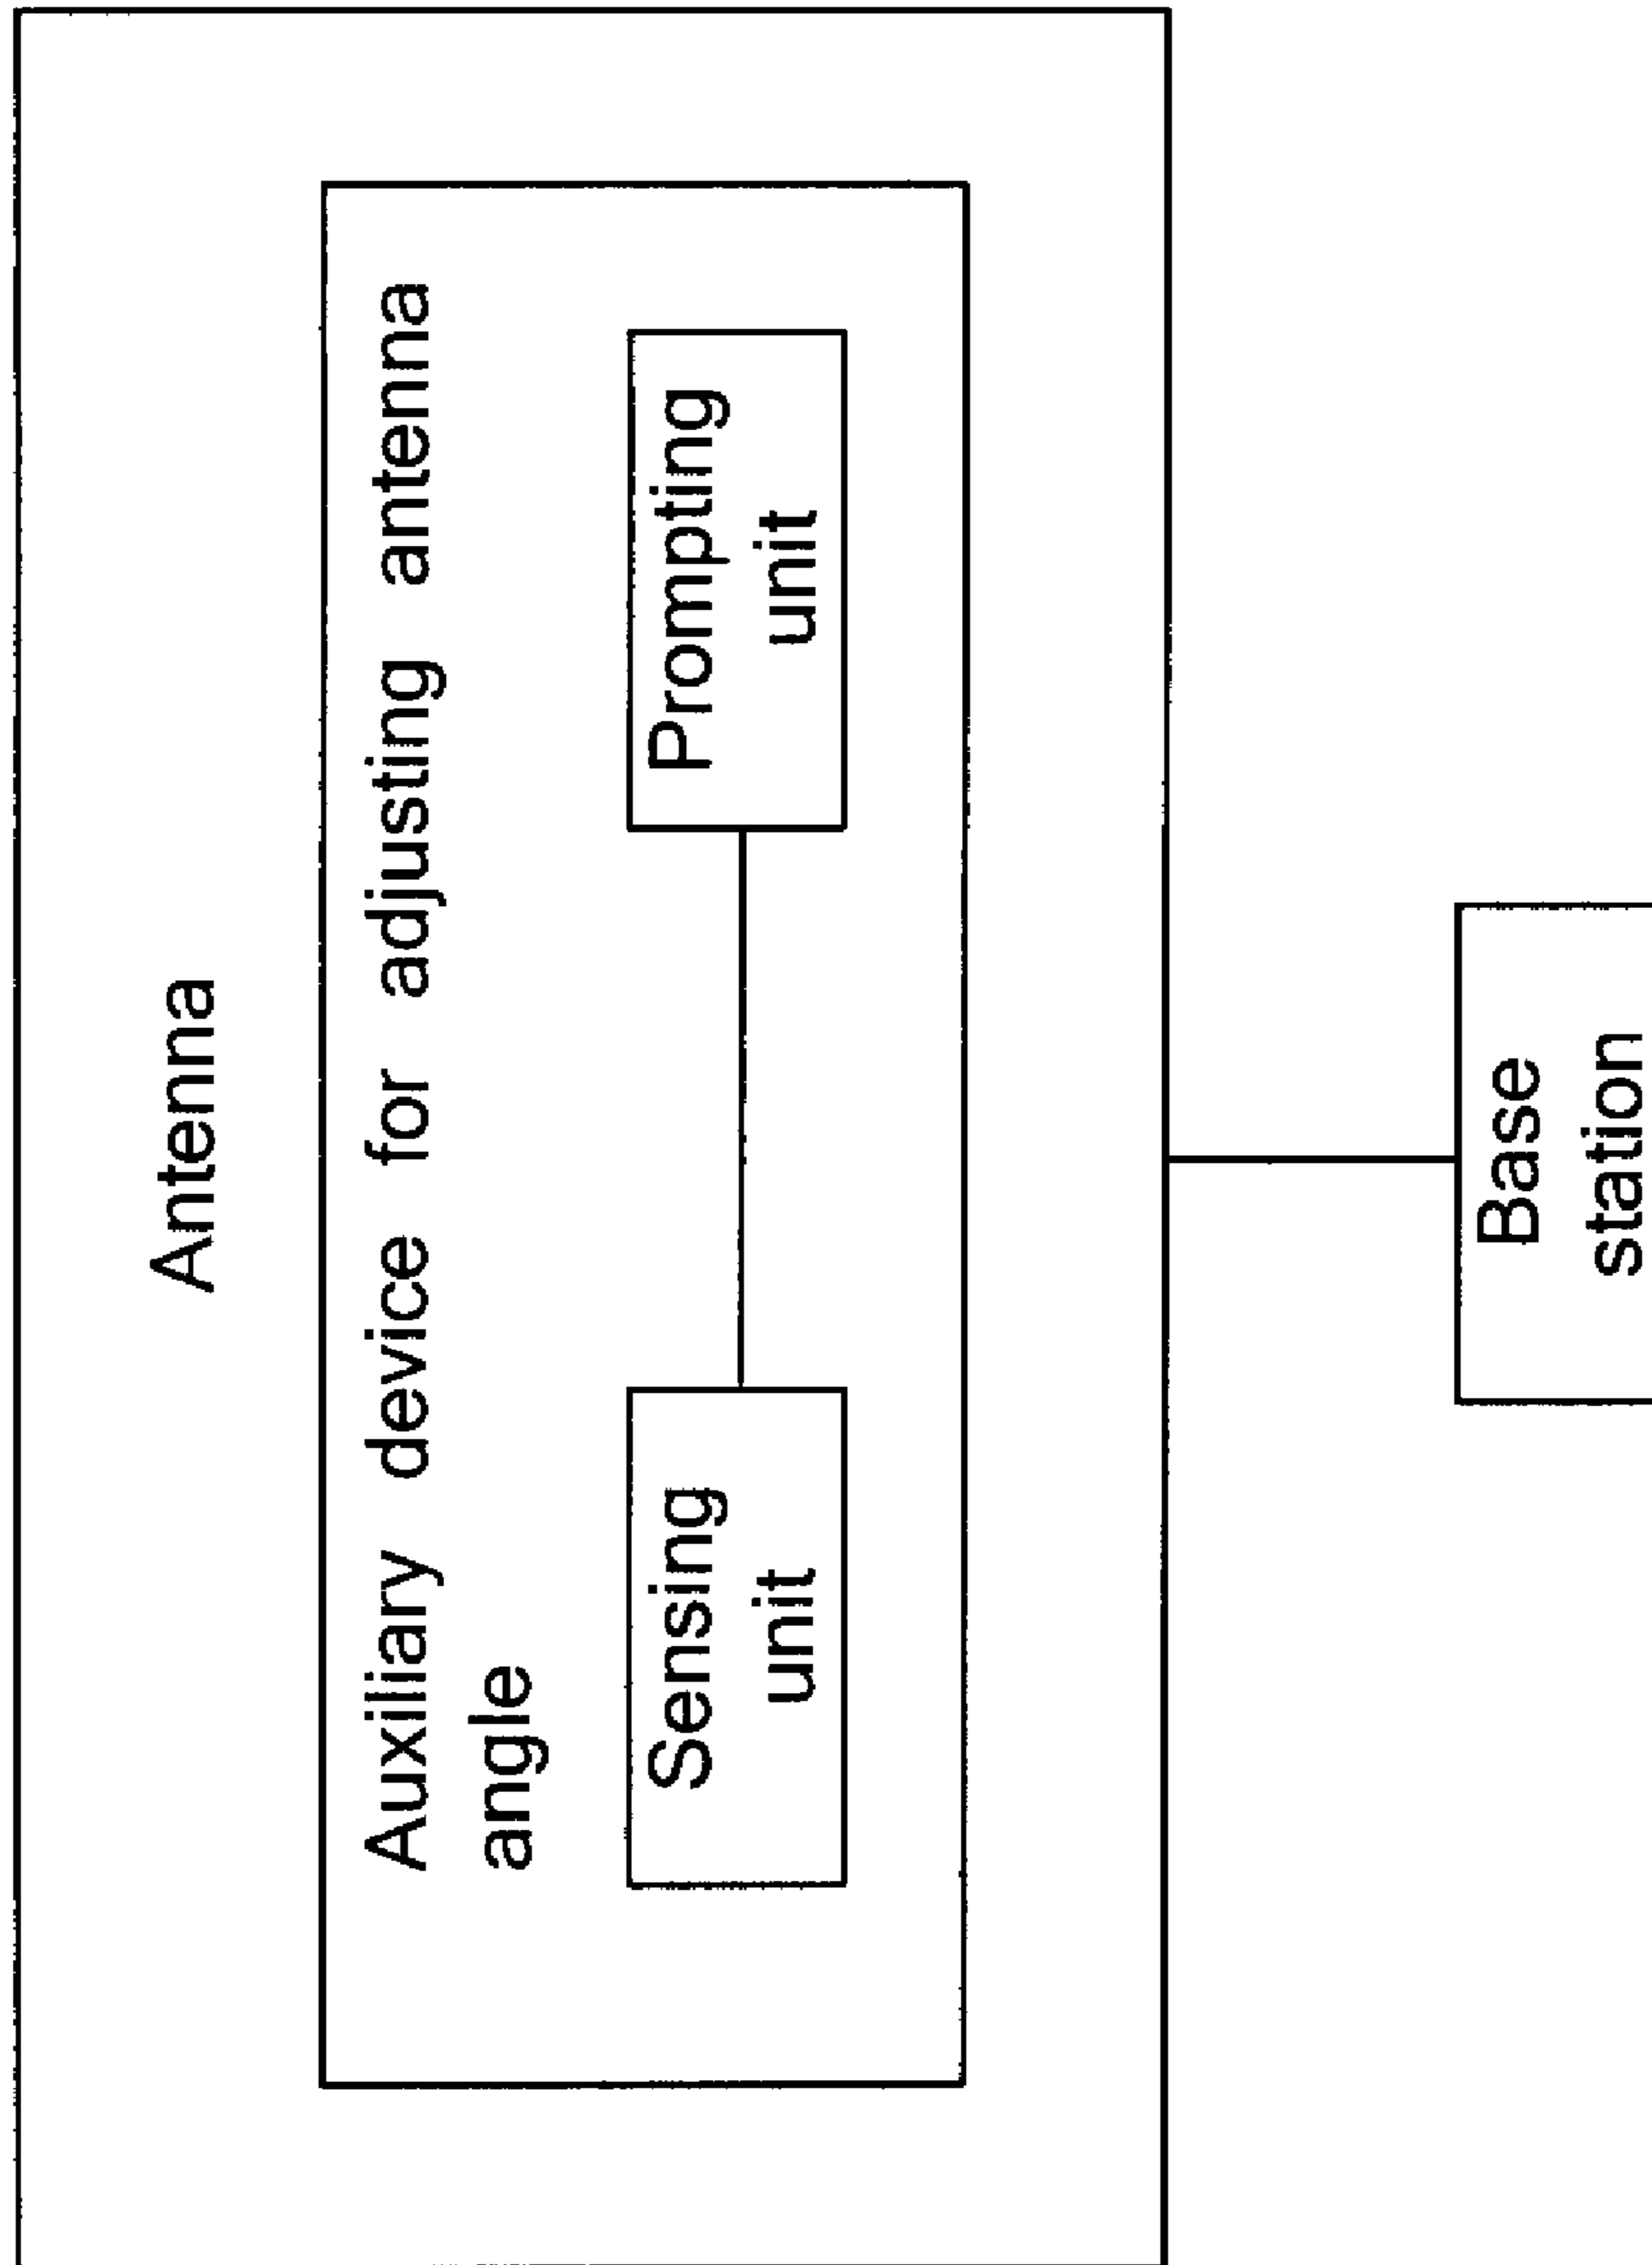 Antenna
Auxiliary device for adjusting antenna
angle
Sensing
unit
Prompting
unit
Base
station